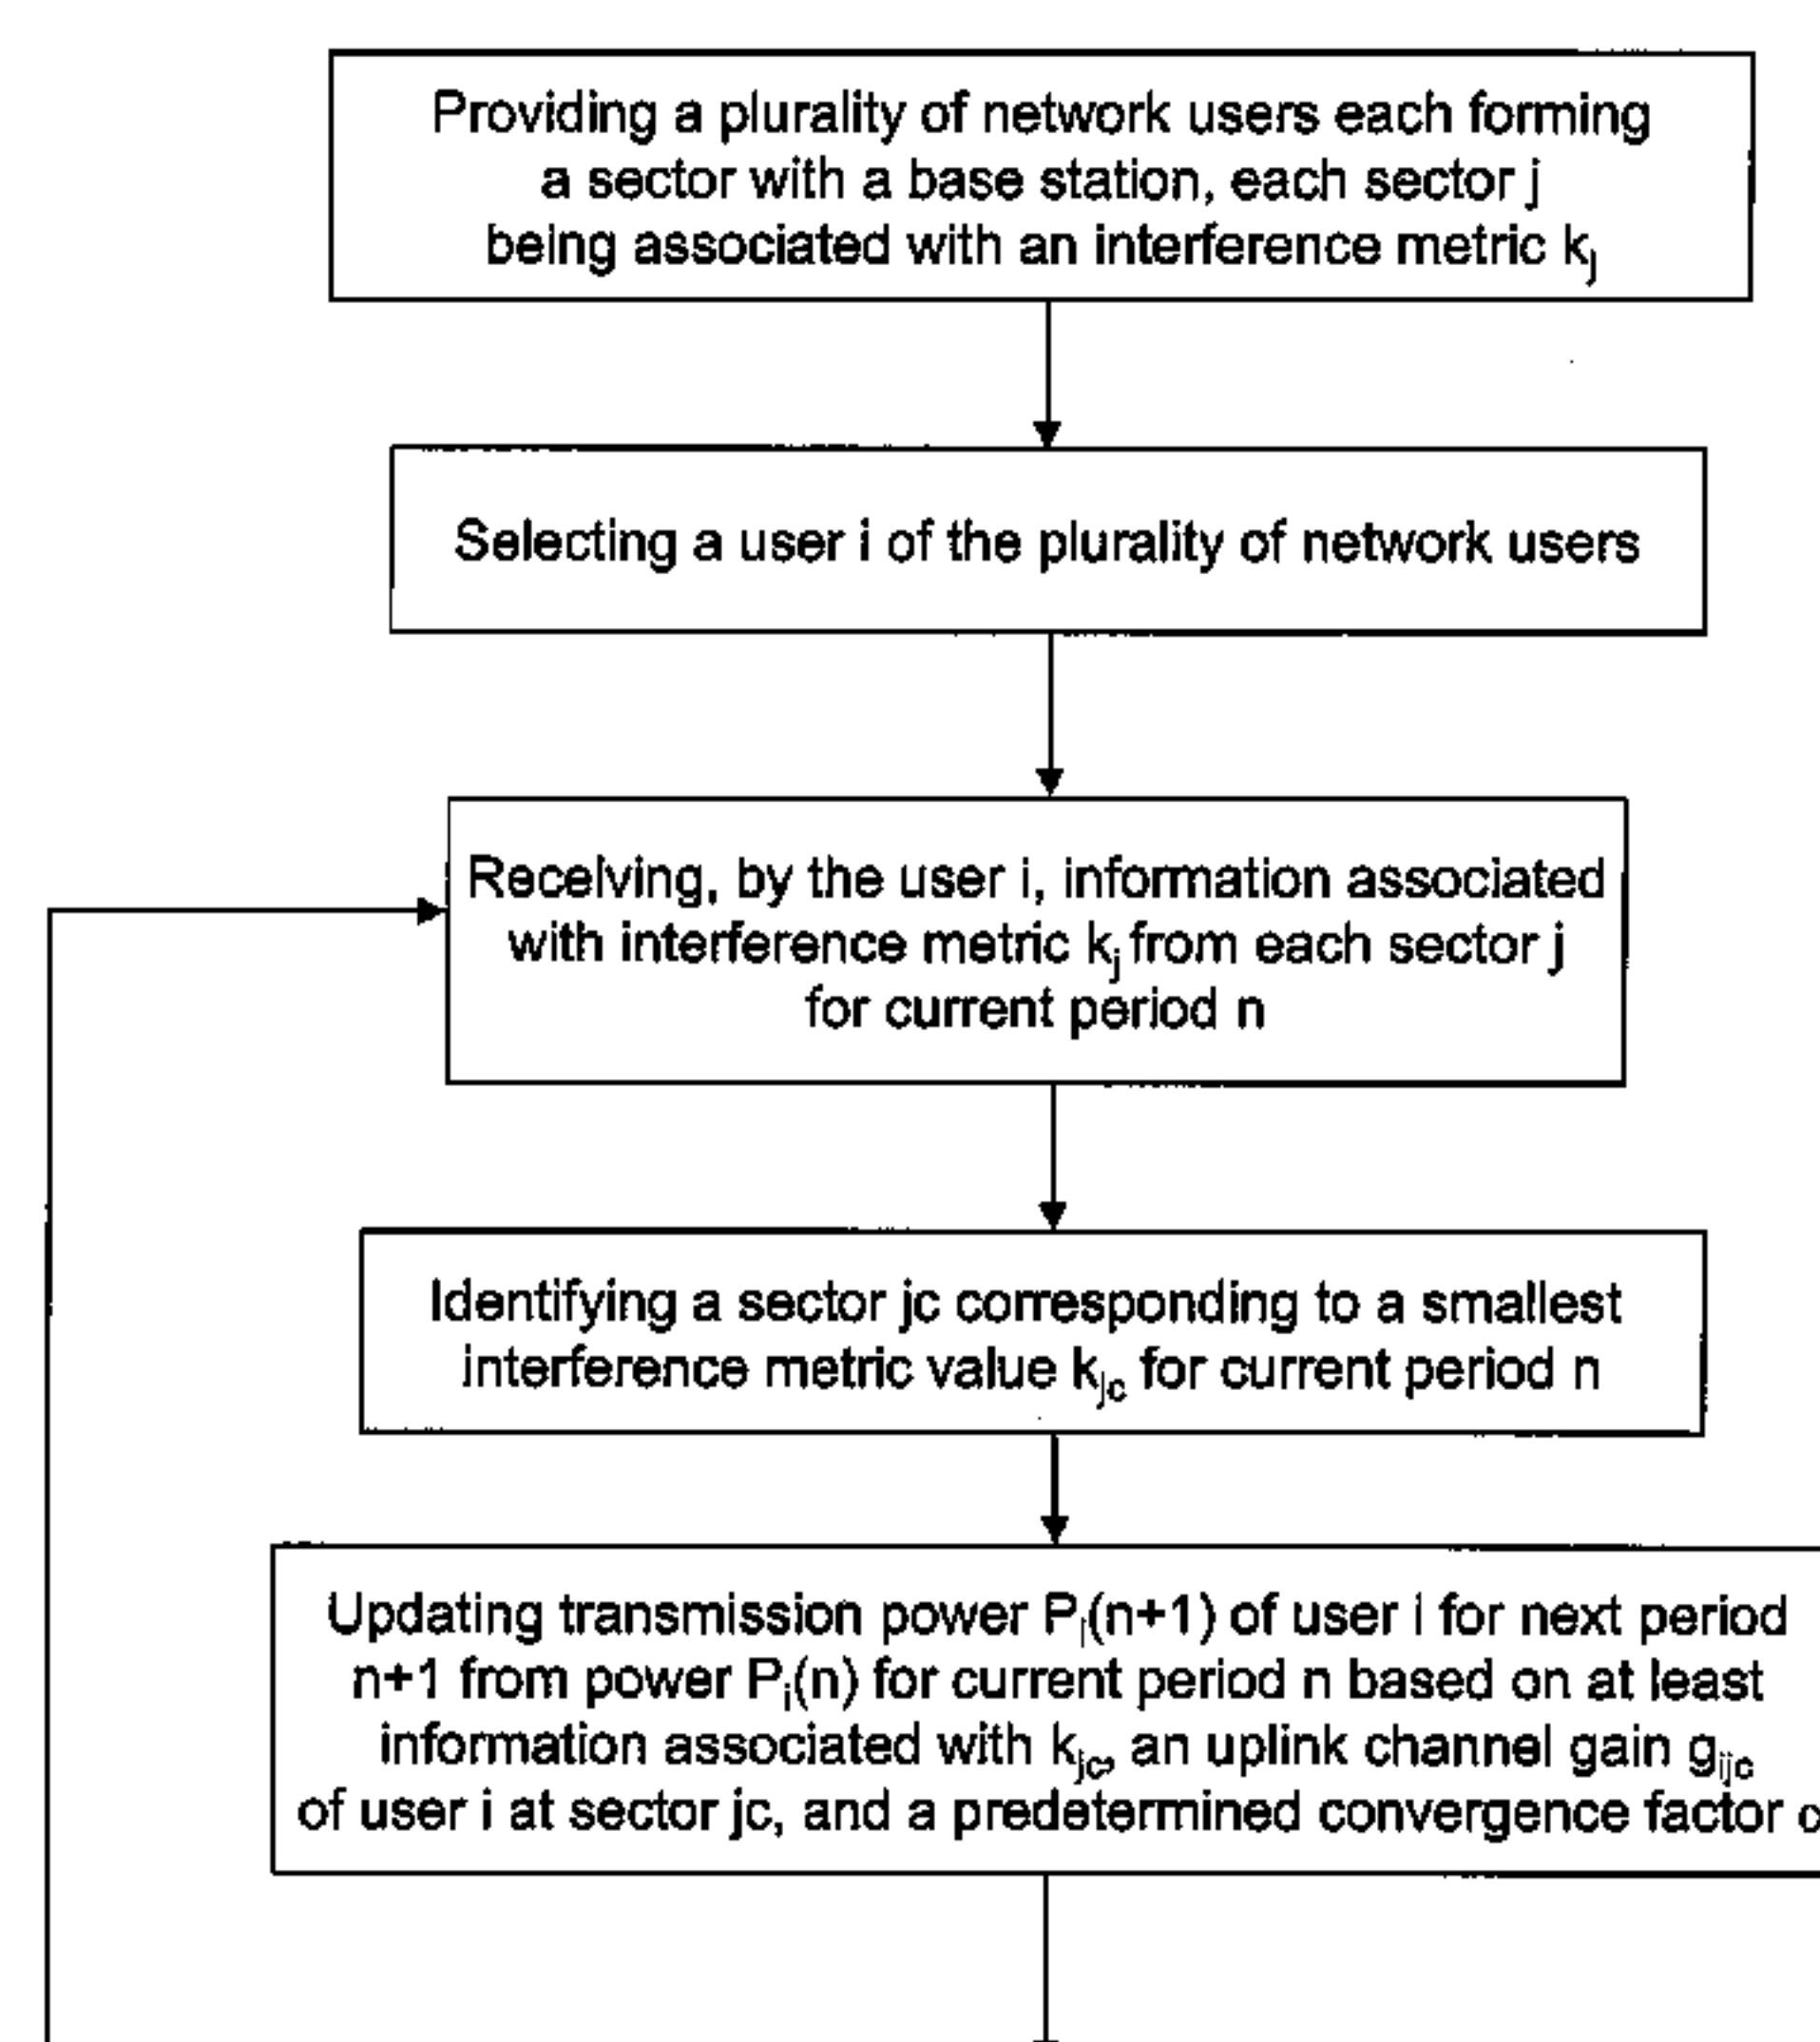 Providing a plurality of network users each forming
a sector with a base station, each sector j
being associated with an interference metric kj
Selecting a user i of the plurality of network users
Receiving, by the user i, information associated
with interference metric kj from each sector j
for current period n
Identifying a sector jc corresponding to a smallest
interference metric value kjc for current period n
Updating transmission power Pi(n+1) of user i for next period
n+1 from power Pi(n) for current period n based on at least
information associated with kjc, an uplink channel gain gijc
of user i at sector jc, and a predetermined convergence factor